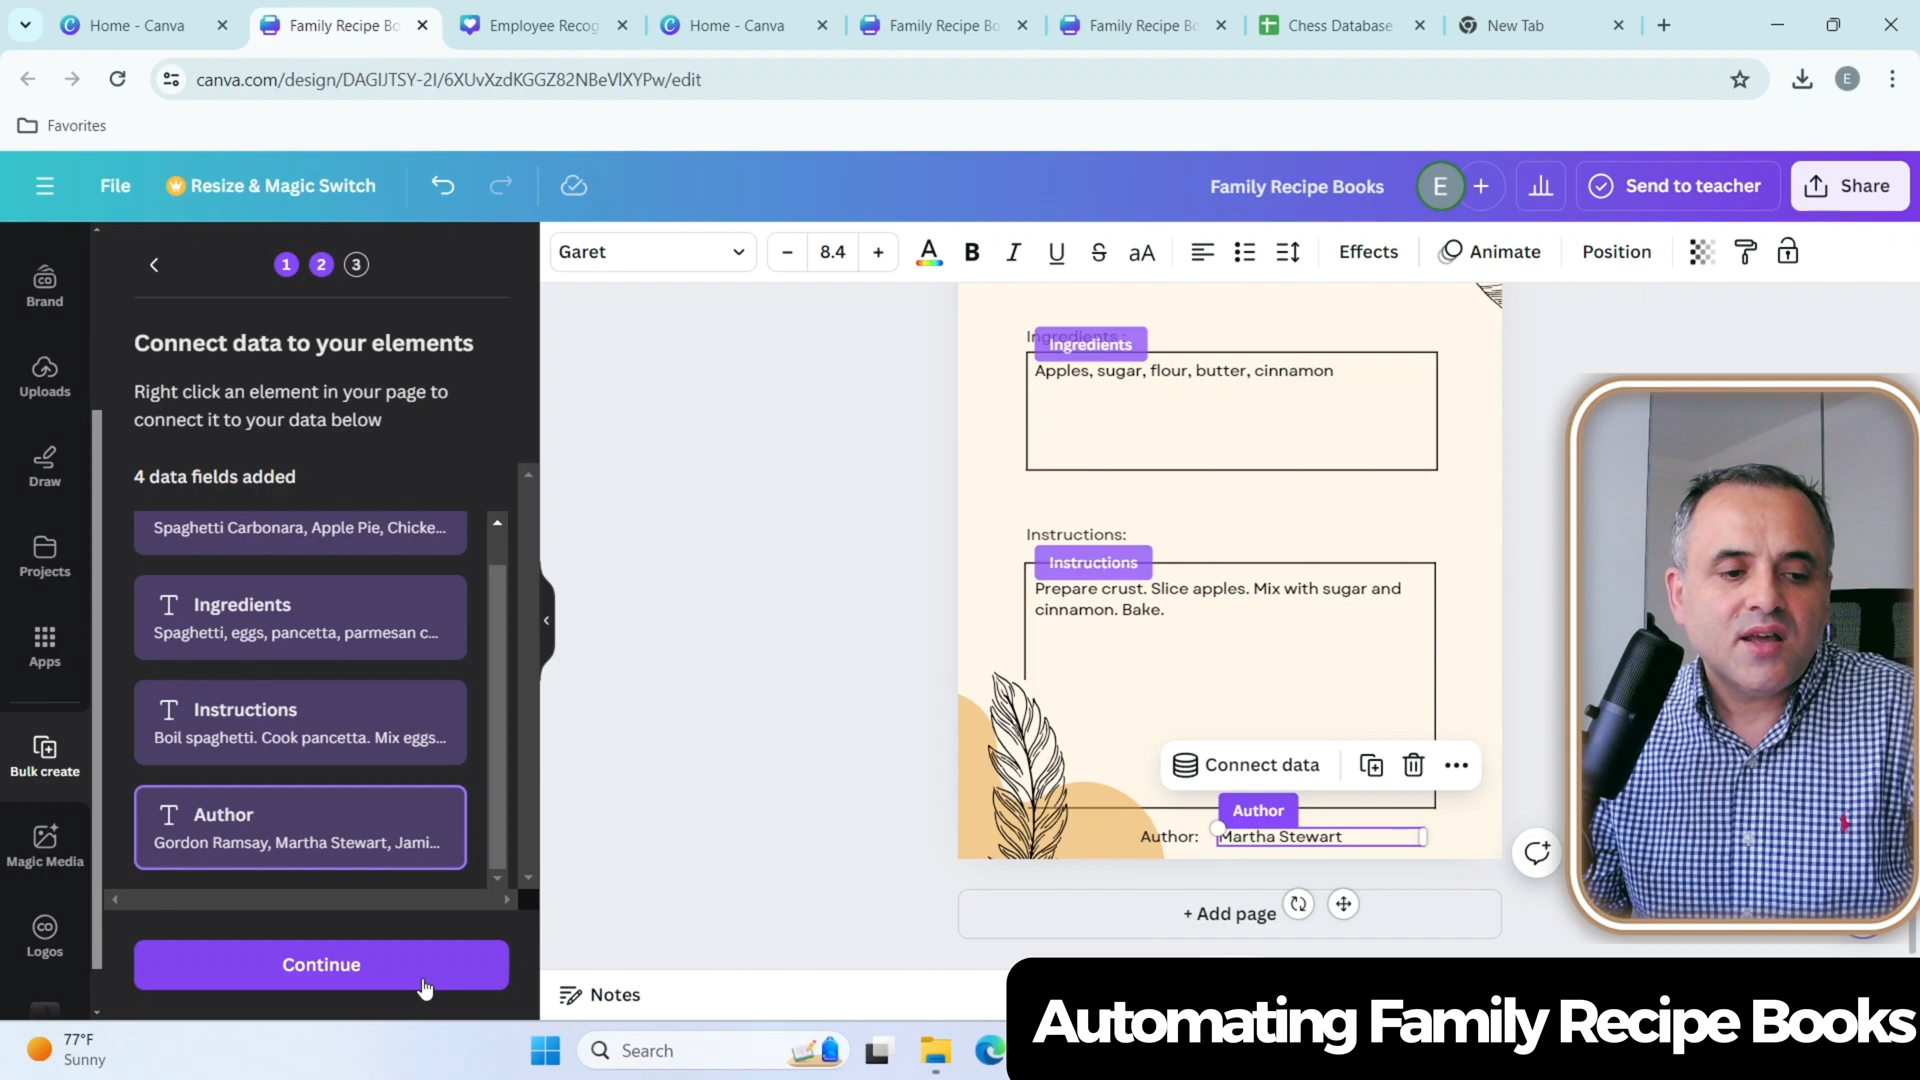 Home - Canva
Family Recipe Bo
Employee Recog
Home - Canva
Family Recipe Bo
Family Recipe Bo
Chess Database
New Tab
canva.com/design/DAGIJTSY-2I/6XUvXzdKGGZ82NBeVlXYPw/edit
E
Favorites
File
Resize & Magic Switch
Family Recipe Books
E
Send to teacher
Share
Brand
Uploads
Draw
Projects
Apps
Bulk create
Magic Media
Logos
1
2
3
Connect data to your elements
Right click an element in your page to
connect it to your data below
4 data fields added
Spaghetti Carbonara, Apple Pie, Chicke...
Ingredients
Spaghetti, eggs, pancetta, parmesan c...
Instructions
Boil spaghetti. Cook pancetta. Mix eggs...
Author
Gordon Ramsay, Martha Stewart, Jami...
Continue
Garet
8.4
A
B
I
U
S
aA
Effects
Animate
Position
Ingredients:
Ingredients
Apples, sugar, flour, butter, cinnamon
Instructions:
Instructions
Prepare crust. Slice apples. Mix with sugar and
cinnamon. Bake.
Connect data
Author
Author: Martha Stewart
+ Add page
Notes
Automating Family Recipe Books
77°F
Sunny
Search